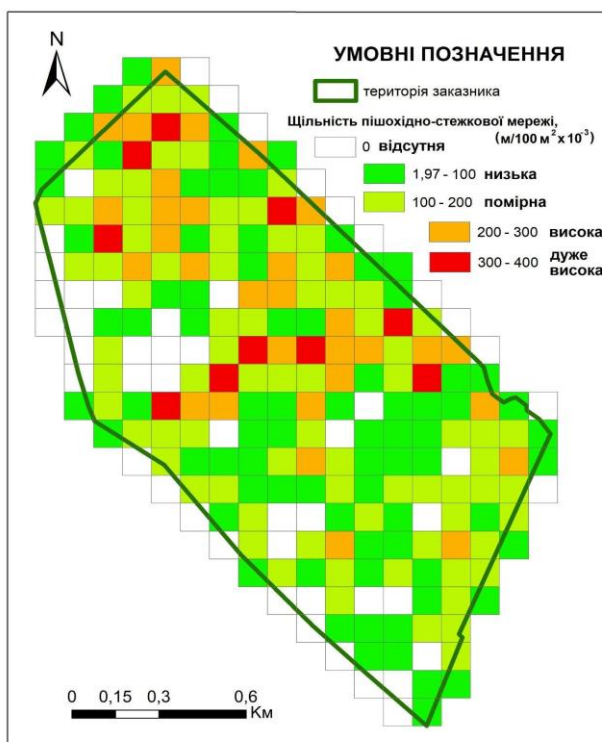 N
УМОВНІ ПОЗНАЧЕННЯ
територія заказника
Щільність пішохідно-стежкової мережі,
(м/100 м² х 10⁻³)
0 відсутня
1,97 - 100 низька
100 - 200 помірна
200 - 300 висока
300 - 400 дуже
висока
0 0,15 0,3 0,6
Км